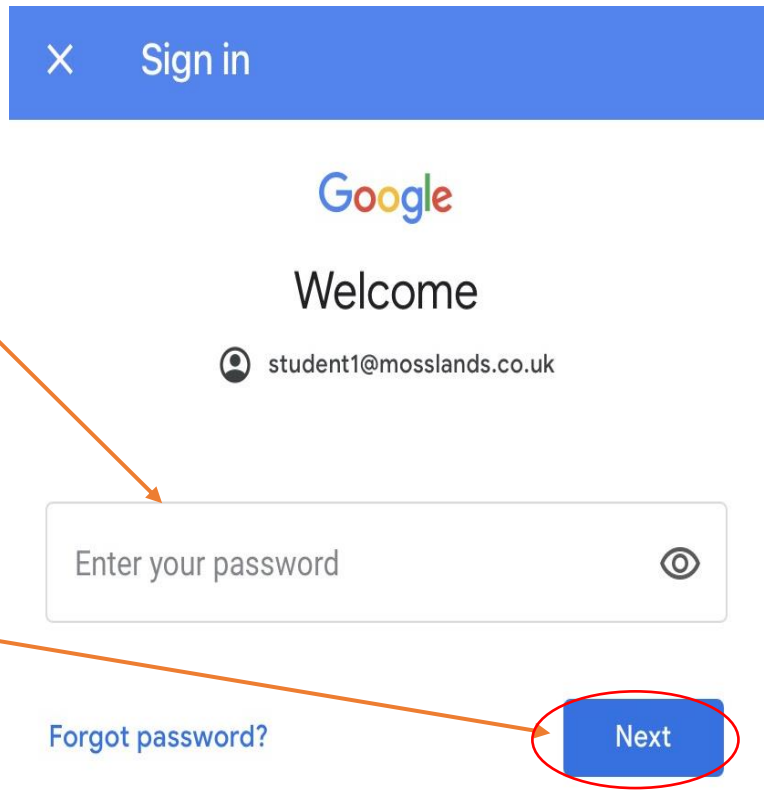 Sign in
Google
Welcome
student1@mosslands.co.uk
Enter your password
Forgot password?
Next